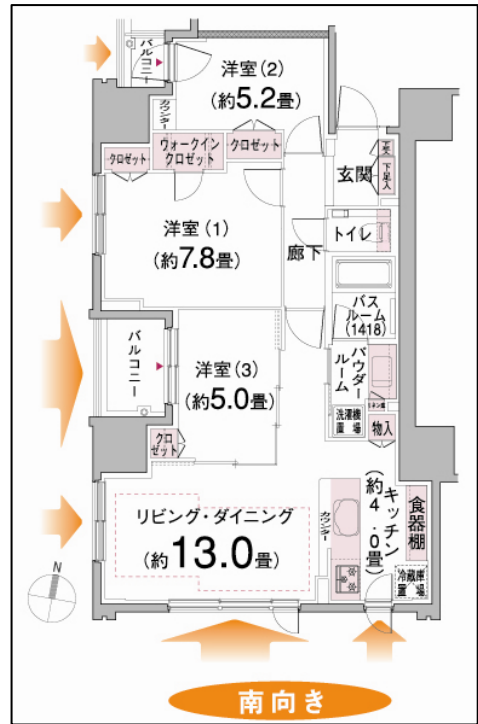 バルコニー
洋室(2)
(約5.2畳)
カウンター
クロゼット
ウォークイン
クロゼット
クロゼット
玄関
下足入
洋室(1)
(約7.8畳)
廊下
トイレ
バス
ルーム
(1418)
バルコニー
洋室(3)
(約5.0畳)
パウダー
ルーム
洗濯機
置場
物入
クロ
ゼット
リビング・ダイニング
(約13.0畳)
カウンター
キッチン
(約4.0畳)
食器棚
冷蔵庫
置場
N
南向き